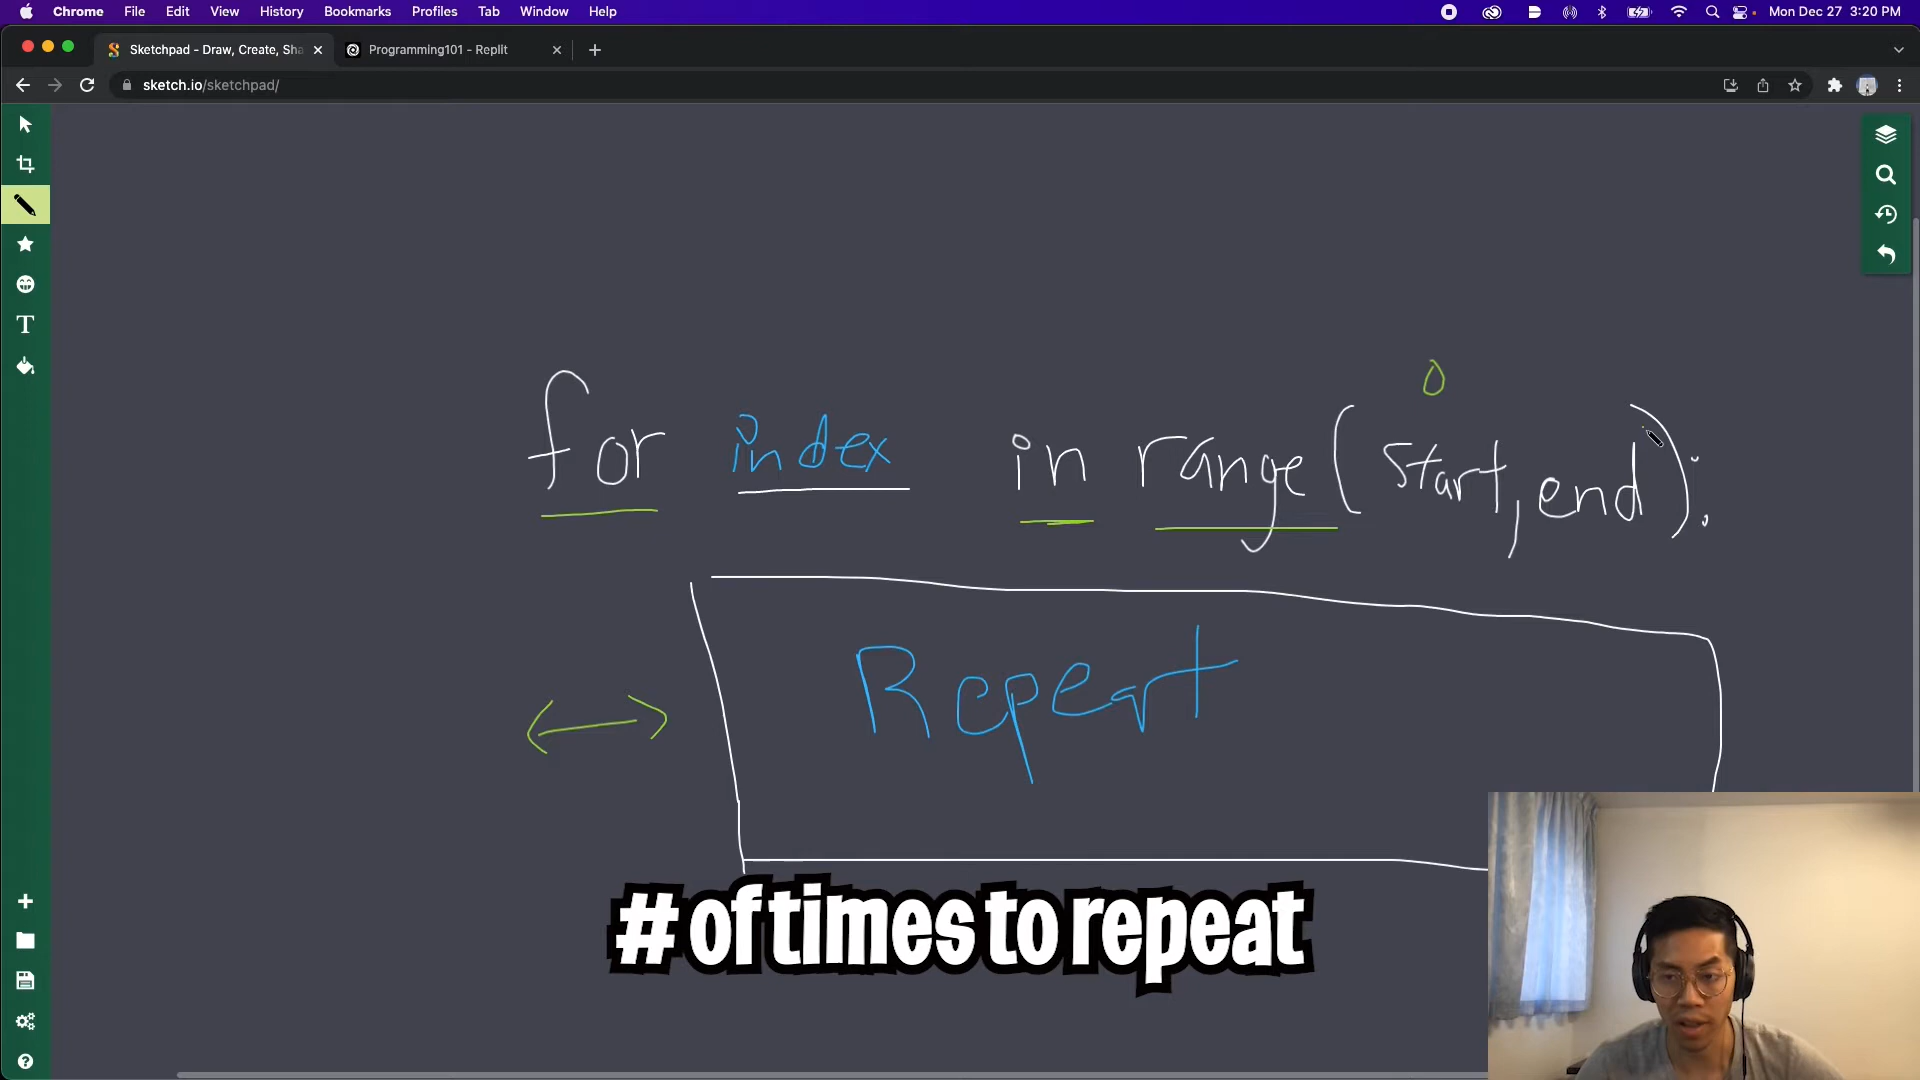 Chrome File Edit View History Bookmarks Profiles Tab Window Help Mon Dec 27 3:20 PM
Sketchpad - Draw, Create, Sha Programming101 - Replit
sketch.io/sketchpad/
T
0
for index in range(start,end):
Repeat
# of times to repeat